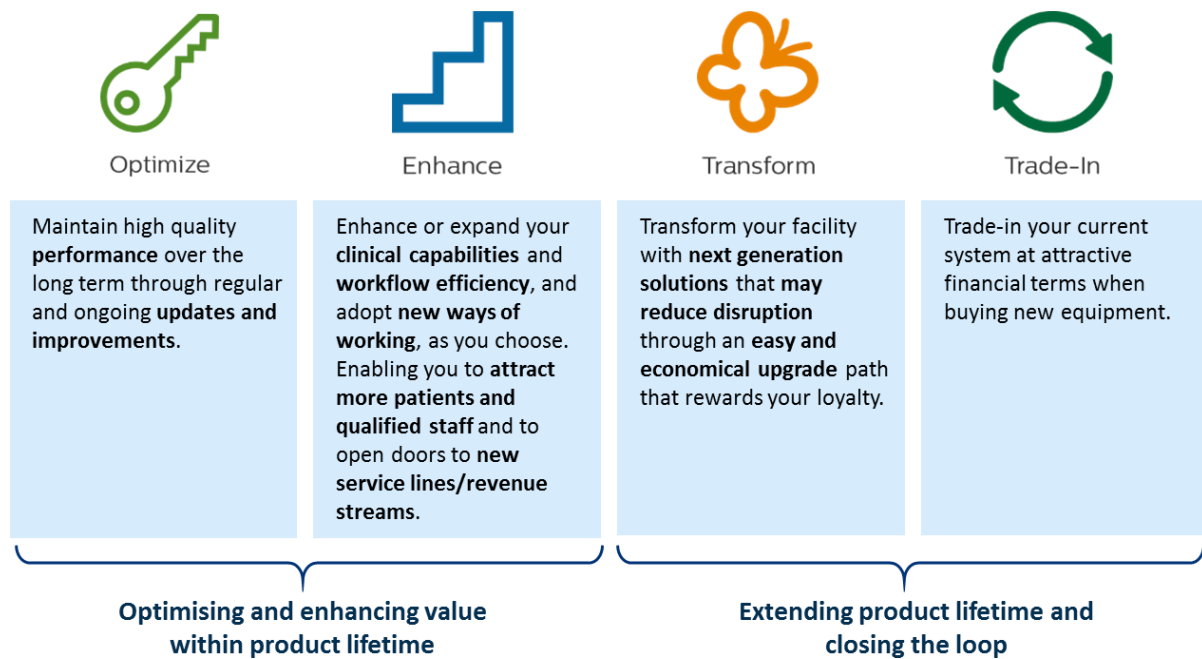 Optimize
Enhance
Transform
Trade-In
Maintain high quality
performance over the
long term through regular
and ongoing updates and
improvements.
Enhance or expand your
clinical capabilities and
workflow efficiency, and
adopt new ways of
working, as you choose.
Enabling you to attract
more patients and
qualified staff and to
open doors to new
service lines/revenue
streams.
Transform your facility
with next generation
solutions that may
reduce disruption
through an easy and
economical upgrade path
that rewards your loyalty.
Trade-in your current
system at attractive
financial terms when
buying new equipment.
Optimising and enhancing value
within product lifetime
Extending product lifetime and
closing the loop